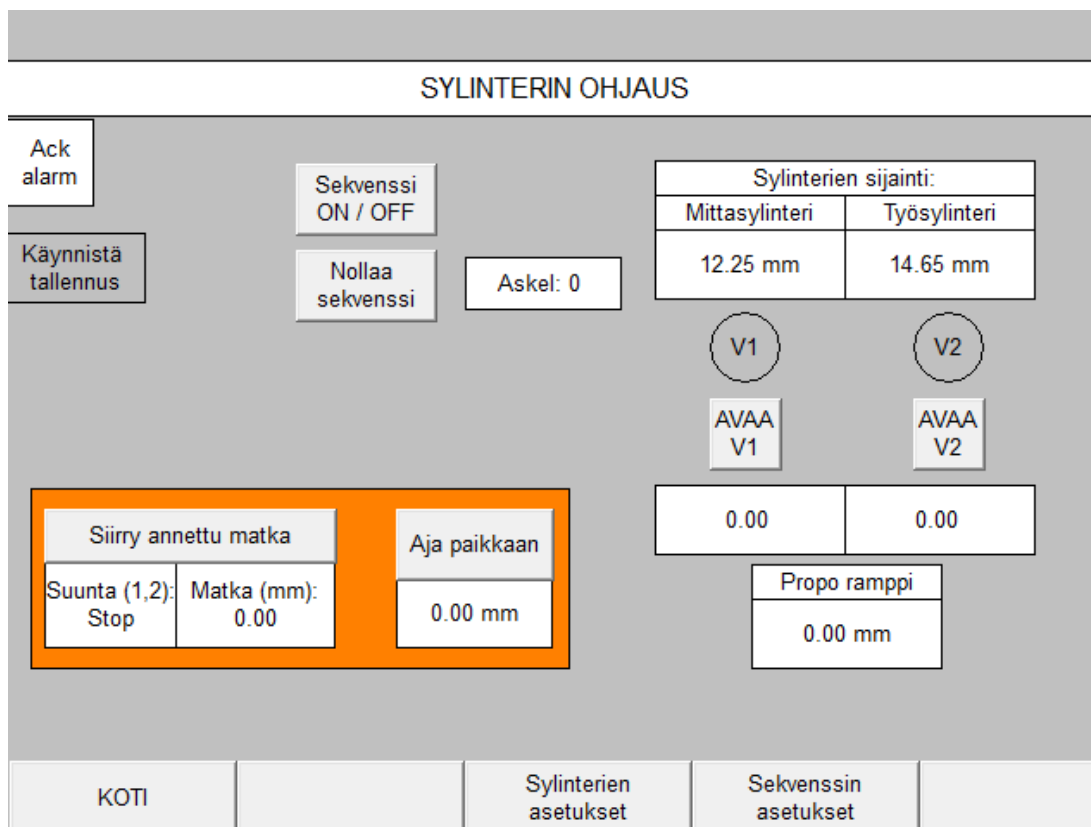 SYLINTERIN OHJAUS
Ack
alarm
Käynnistä
tallennus
Sekvenssi
ON / OFF
Nollaa
sekvenssi
Askel: 0
Sylinterien sijainti:
Mittasylinteri
Työsylinteri
12.25 mm
14.65 mm
V1
V2
AVAA
V1
AVAA
V2
0.00
0.00
Propo ramppi
0.00 mm
Siirry annettu matka
Suunta (1,2):
Stop
Matka (mm):
0.00
Aja paikkaan
0.00 mm
KOTI
Sylinterien
asetukset
Sekvenssin
asetukset